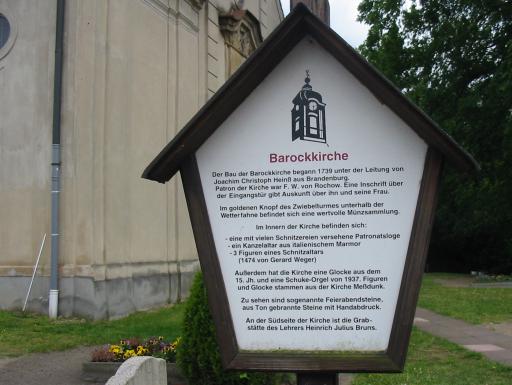 Barockkirche
Der Bau der Barockkirche begann 1739 unter der Leitung von
Joachim Christoph Heinß aus Brandenburg.
Patron der Kirche war F. W. von Rochow. Eine Inschrift über
der Eingangstür gibt Auskunft über ihn und seine Frau.
Im goldenen Knopf des Zwiebelturmes unterhalb der
Wetterfahne befindet sich eine wertvolle Münzsammlung.
Im Innern der Kirche befinden sich:
- eine mit vielen Schnitzereien versehene Patronatsloge
- ein Kanzelaltar aus italienischem Marmor
- 3 Figuren eines Schnitzaltars
(1474 von Gerard Weger)
Außerdem hat die Kirche eine Glocke aus dem
15. Jh. und eine Schuke-Orgel von 1937. Figuren
und Glocke stammen aus der Kirche Meßdunk.
Zu sehen sind sogenannte Feierabendsteine,
aus Ton gebrannte Steine mit Handabdruck.
An der Südseite der Kirche ist die Grab-
stätte des Lehrers Heinrich Julius Bruns.